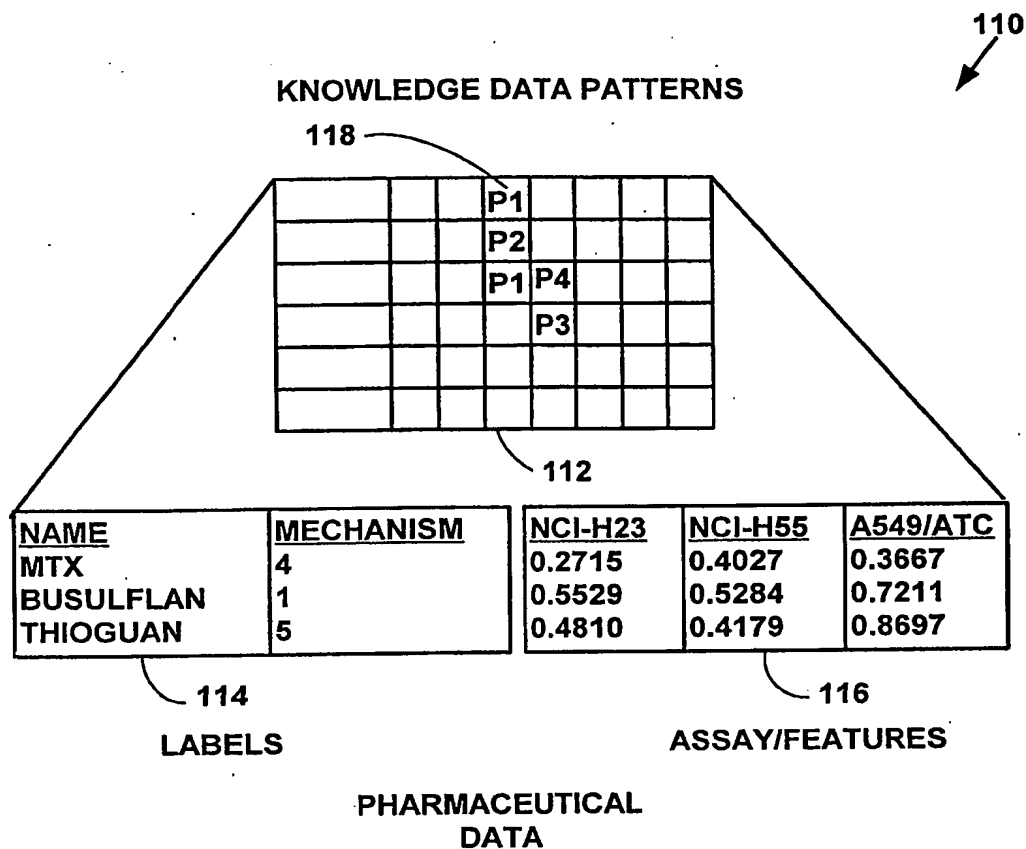 110
KNOWLEDGE DATA PATTERNS
118
P1
P2
P1 P4
P3
112
NAME MECHANISM NCI-H23 NCI-H55 A549/ATC
MTX 4 0.2715 0.4027 0.3667
BUSULFLAN 1 0.5529 0.5284 0.7211
THIOGUAN 5 0.4810 0.4179 0.8697
114 116
LABELS ASSAY/FEATURES
PHARMACEUTICAL
DATA